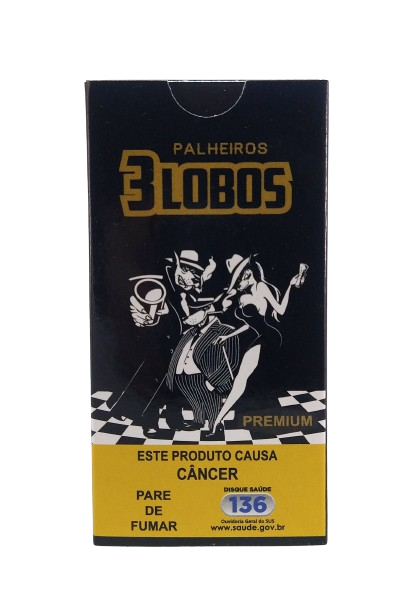 PALHEIROS
3LOBOS
PREMIUM
ESTE PRODUTO CAUSA
CÂNCER
PARE
DE
FUMAR
DISQUE SAÚDE
136
Ouvidoria Geral do SUS
www.saude.gov.br